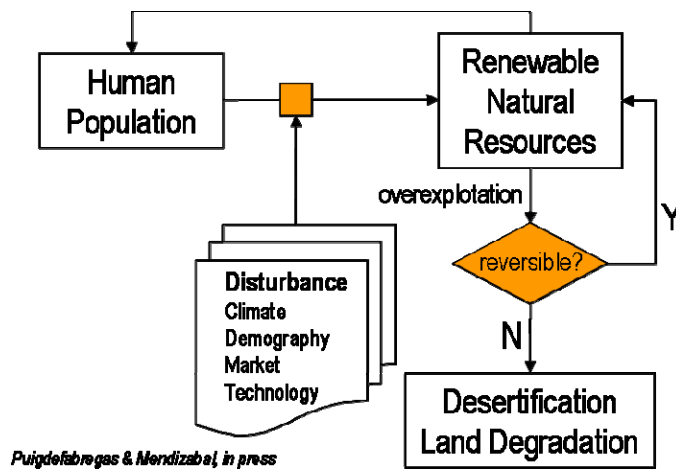 Human
Population
Renewable
Natural
Resources
overexplotation
Y
reversible?
Disturbance
Climate
Demography
Market
Technology
N
Desertification
Land Degradation
Puigdefabregas & Mendizabal, in press